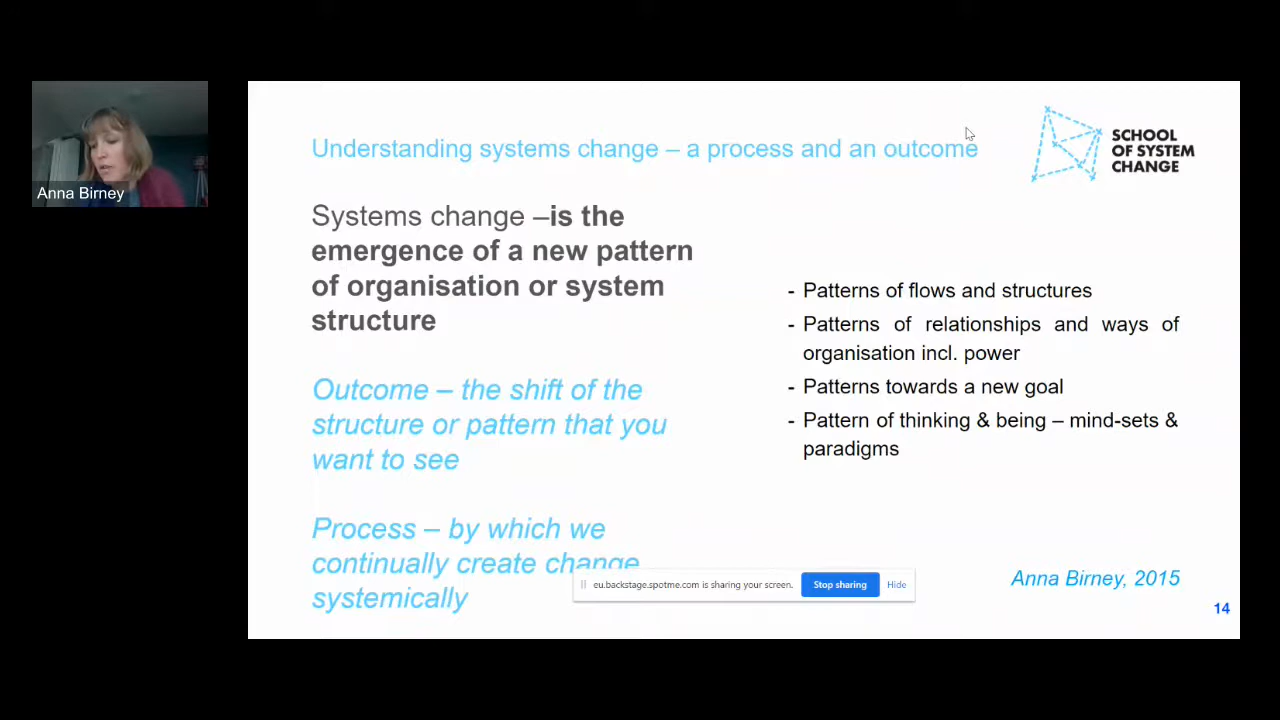 Understanding systems change – a process and an outcome
SCHOOL
OF SYSTEM
CHANGE
Anna Birney
Systems change –is the
emergence of a new pattern
of organisation or system
structure
Outcome – the shift of the
structure or pattern that you
want to see
Process – by which we
continually create change
systemically
- Patterns of flows and structures
- Patterns of relationships and ways of
organisation incl. power
- Patterns towards a new goal
- Pattern of thinking & being – mind-sets &
paradigms
eu.backstage.spotme.com is sharing your screen.
Stop sharing
Hide
Anna Birney, 2015
14